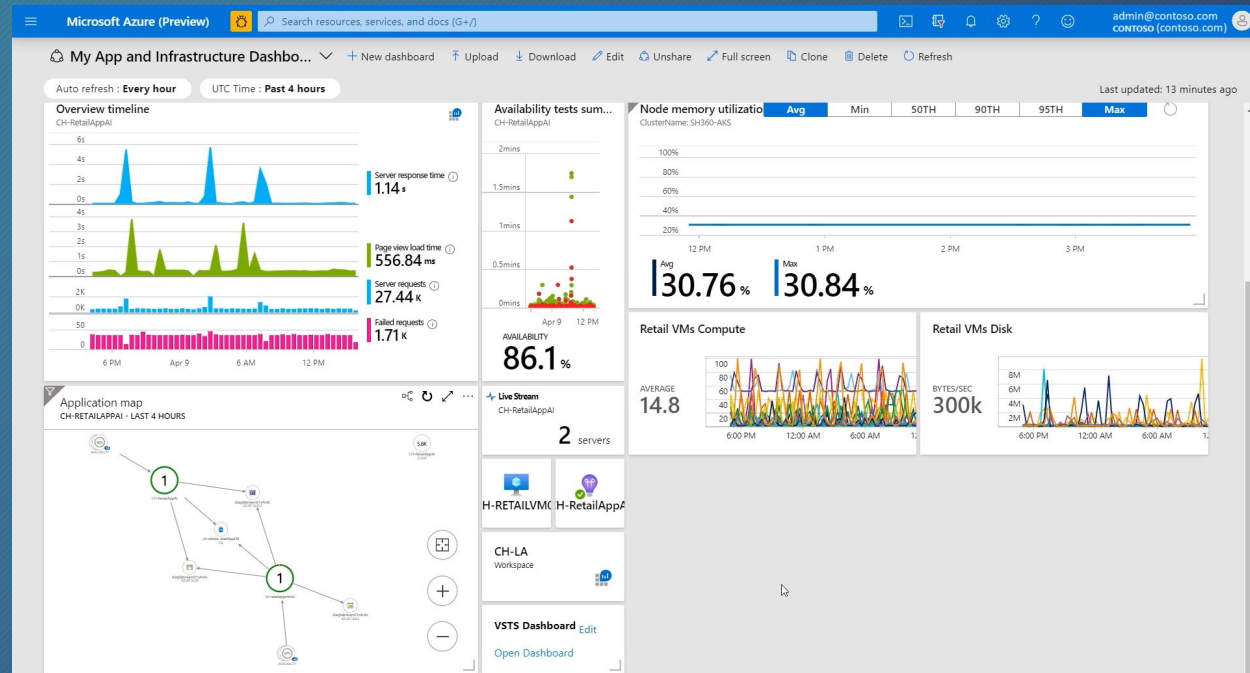 Microsoft Azure (Preview)
Search resources, services, and docs (G+/)
admin@contoso.com
CONTOSO (contoso.com)
My App and Infrastructure Dashbo...
New dashboard
Upload
Download
Edit
Unshare
Full screen
Clone
Delete
Refresh
Auto refresh : Every hour
UTC Time : Past 4 hours
Last updated: 13 minutes ago
Overview timeline
CH-RetailAppAI
6s
4s
2s
0s
Server response time
1.14 s
4s
3s
2s
1s
0s
Page view load time
556.84 ms
2K
0K
Server requests
27.44 K
50
0
Failed requests
1.71 K
6 PM
Apr 9
6 AM
12 PM
Availability tests sum...
CH-RetailAppAI
2mins
1.5mins
1mins
0.5mins
0mins
Apr 9
12 PM
AVAILABILITY
86.1 %
Node memory utilizatio
ClusterName: SH360-AKS
Avg
Min
50TH
90TH
95TH
Max
100%
80%
60%
40%
20%
12 PM
1 PM
2 PM
3 PM
Avg
30.76 %
Max
30.84 %
Retail VMs Compute
AVERAGE
14.8
100
80
60
40
20
6:00 PM
12:00 AM
6:00 AM
1
Retail VMs Disk
BYTES/SEC
300k
8M
6M
4M
2M
6:00 PM
12:00 AM
6:00 AM
1
Application map
CH-RETAILAPPAI - LAST 4 HOURS
5.8K
1
CH-RetailAppAI
1
Live Stream
CH-RetailAppAI
2 servers
H-RETAILVM0
H-RetailAppA
CH-LA
Workspace
VSTS Dashboard
Edit
Open Dashboard